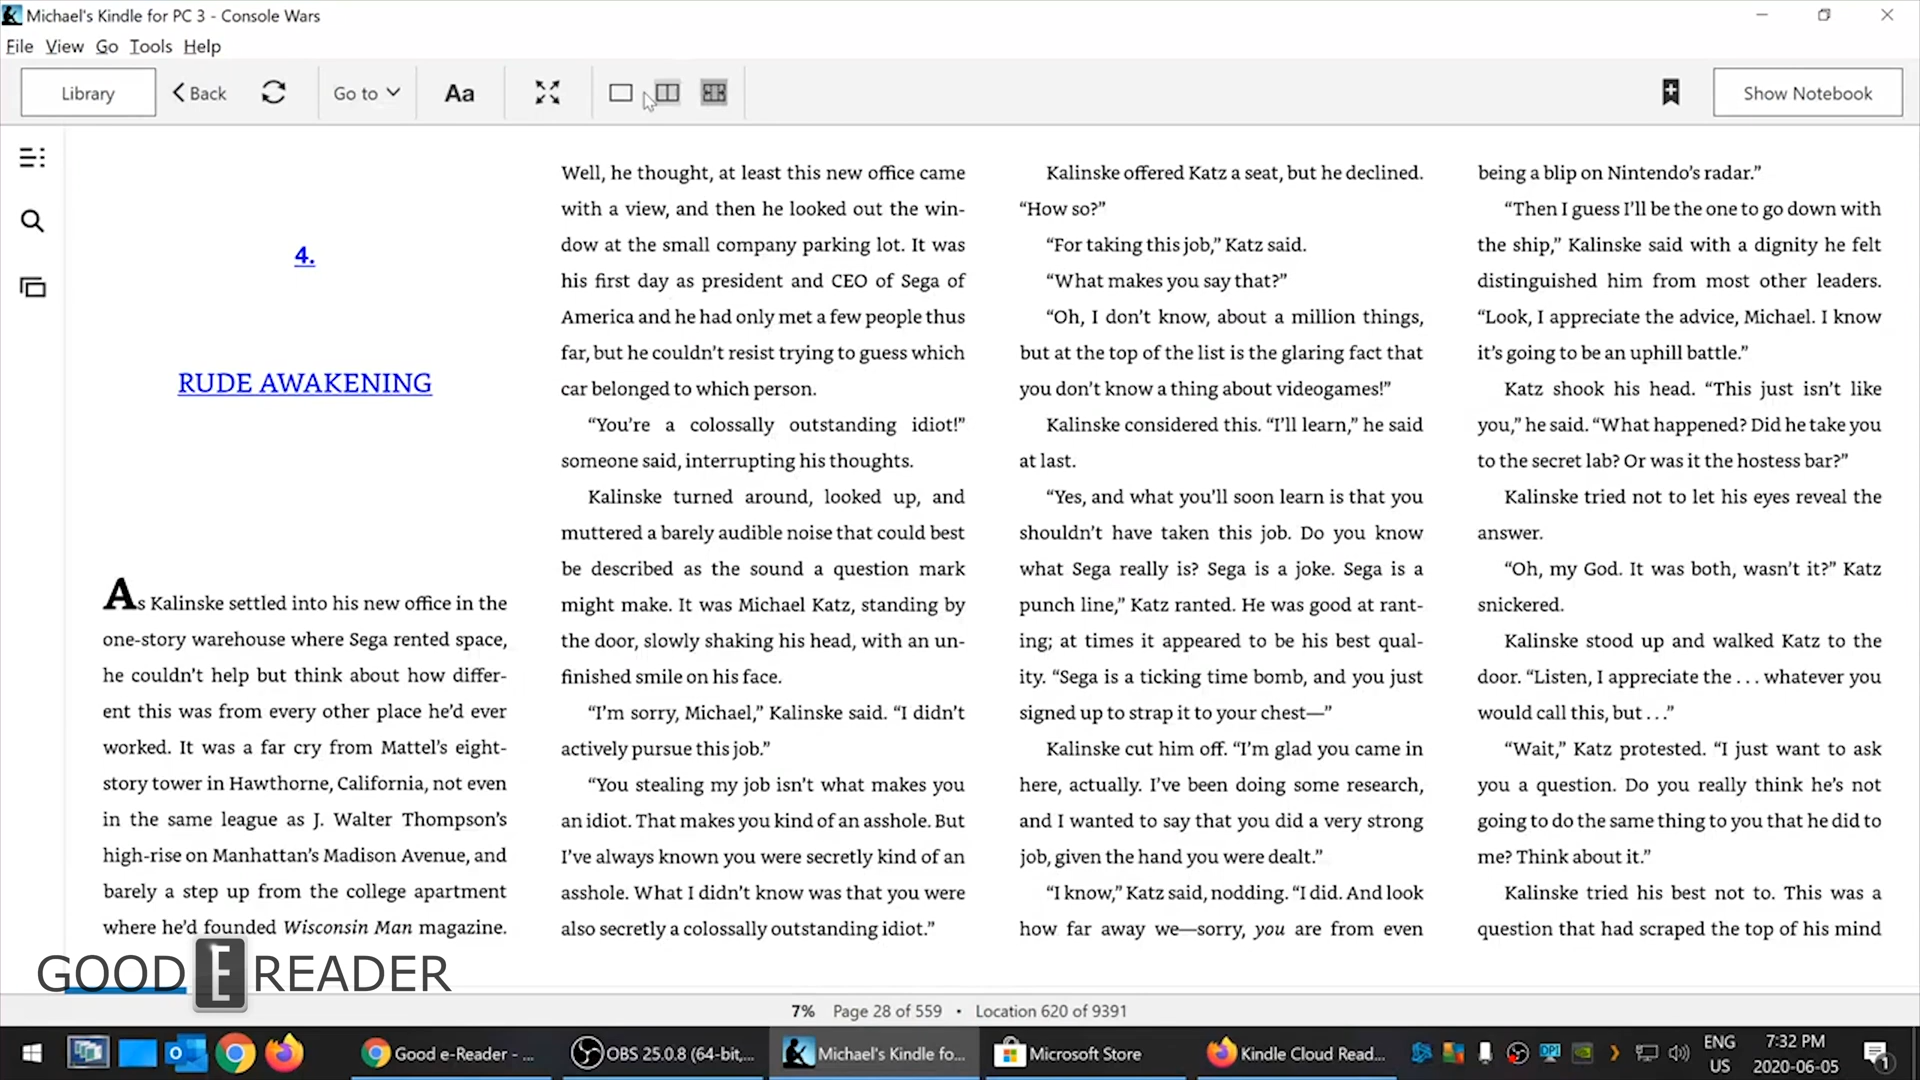 Michael's Kindle for PC 3 - Console Wars
File View Go Tools Help
Library Back Go to Aa Show Notebook
4.
RUDE AWAKENING
As Kalinske settled into his new office in the
one-story warehouse where Sega rented space,
he couldn’t help but think about how differ-
ent this was from every other place he’d ever
worked. It was a far cry from Mattel’s eight-
story tower in Hawthorne, California, not even
in the same league as J. Walter Thompson’s
high-rise on Manhattan’s Madison Avenue, and
barely a step up from the college apartment
where he’d founded Wisconsin Man magazine.
Well, he thought, at least this new office came
with a view, and then he looked out the win-
dow at the small company parking lot. It was
his first day as president and CEO of Sega of
America and he had only met a few people thus
far, but he couldn’t resist trying to guess which
car belonged to which person.
“You’re a colossally outstanding idiot!”
someone said, interrupting his thoughts.
Kalinske turned around, looked up, and
muttered a barely audible noise that could best
be described as the sound a question mark
might make. It was Michael Katz, standing by
the door, slowly shaking his head, with an un-
finished smile on his face.
“I’m sorry, Michael,” Kalinske said. “I didn’t
actively pursue this job.”
“You stealing my job isn’t what makes you
an idiot. That makes you kind of an asshole. But
I’ve always known you were secretly kind of an
asshole. What I didn’t know was that you were
also secretly a colossally outstanding idiot.”
Kalinske offered Katz a seat, but he declined.
“How so?”
“For taking this job,” Katz said.
“What makes you say that?”
“Oh, I don’t know, about a million things,
but at the top of the list is the glaring fact that
you don’t know a thing about videogames!”
Kalinske considered this. “I’ll learn,” he said
at last.
“Yes, and what you’ll soon learn is that you
shouldn’t have taken this job. Do you know
what Sega really is? Sega is a joke. Sega is a
punch line,” Katz ranted. He was good at rant-
ing; at times it appeared to be his best qual-
ity. “Sega is a ticking time bomb, and you just
signed up to strap it to your chest—”
Kalinske cut him off. “I’m glad you came in
here, actually. I’ve been doing some research,
and I wanted to say that you did a very strong
job, given the hand you were dealt.”
“I know,” Katz said, nodding. “I did. And look
how far away we—sorry, you are from even
being a blip on Nintendo’s radar.”
“Then I guess I’ll be the one to go down with
the ship,” Kalinske said with a dignity he felt
distinguished him from most other leaders.
“Look, I appreciate the advice, Michael. I know
it’s going to be an uphill battle.”
Katz shook his head. “This just isn’t like
you,” he said. “What happened? Did he take you
to the secret lab? Or was it the hostess bar?”
Kalinske tried not to let his eyes reveal the
answer.
“Oh, my God. It was both, wasn’t it?” Katz
snickered.
Kalinske stood up and walked Katz to the
door. “Listen, I appreciate the . . . whatever you
would call this, but . . .”
“Wait,” Katz protested. “I just want to ask
you a question. Do you really think he’s not
going to do the same thing to you that he did to
me? Think about it.”
Kalinske tried his best not to. This was a
question that had scraped the top of his mind
GOOD E READER
7% Page 28 of 559 • Location 620 of 9391
Good e-Reader - ... OBS 25.0.8 (64-bit,... Michael's Kindle fo... Microsoft Store Kindle Cloud Read... DPI ENG 7:32 PM
US 2020-06-05 1